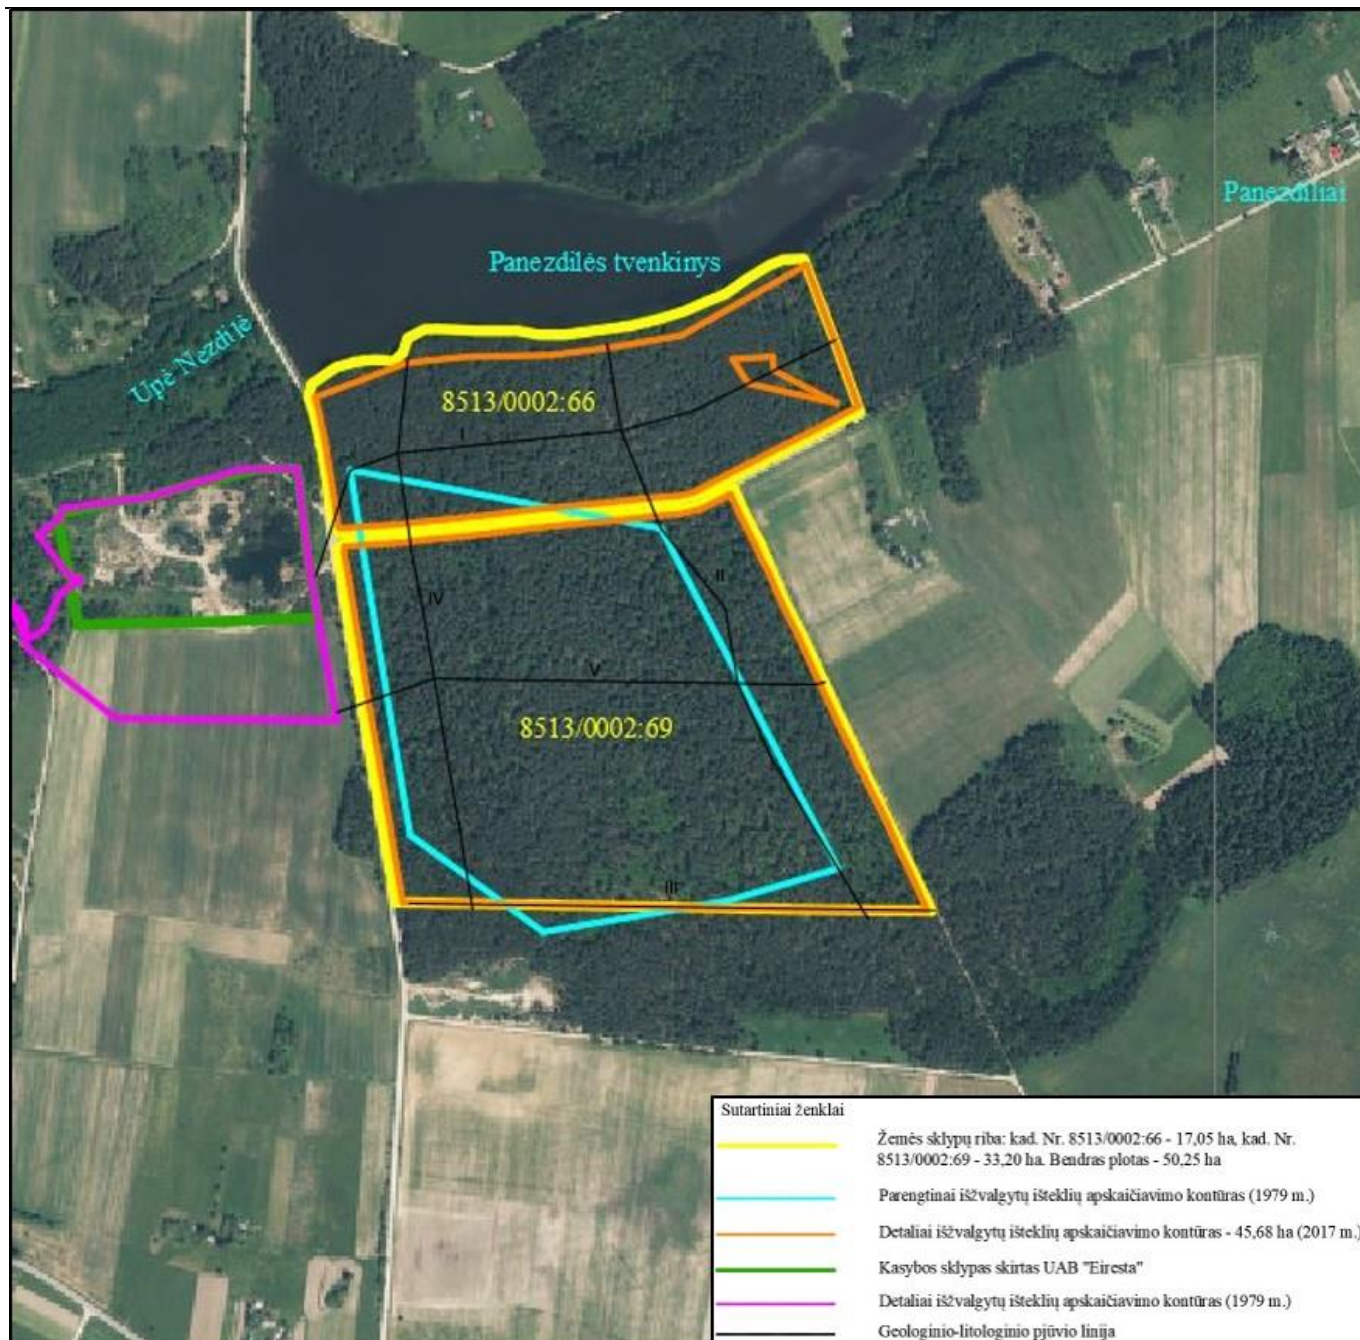 Panezdiliai
Panezdilės tvenkinys
Upė Nezdilė
8513/0002:66
I
II
IV
V
8513/0002:69
III
Sutartiniai ženklai
Žemės sklypų riba: kad. Nr. 8513/0002:66 - 17,05 ha, kad. Nr.
8513/0002:69 - 33,20 ha. Bendras plotas - 50,25 ha
Parengtinai išžvalgytų išteklių apskaičiavimo kontūras (1979 m.)
Detaliai išžvalgytų išteklių apskaičiavimo kontūras - 45,68 ha (2017 m.)
Kasybos sklypas skirtas UAB "Eiresta"
Detaliai išžvalgytų išteklių apskaičiavimo kontūras (1979 m.)
Geologinio-litologinio pjūvio linija